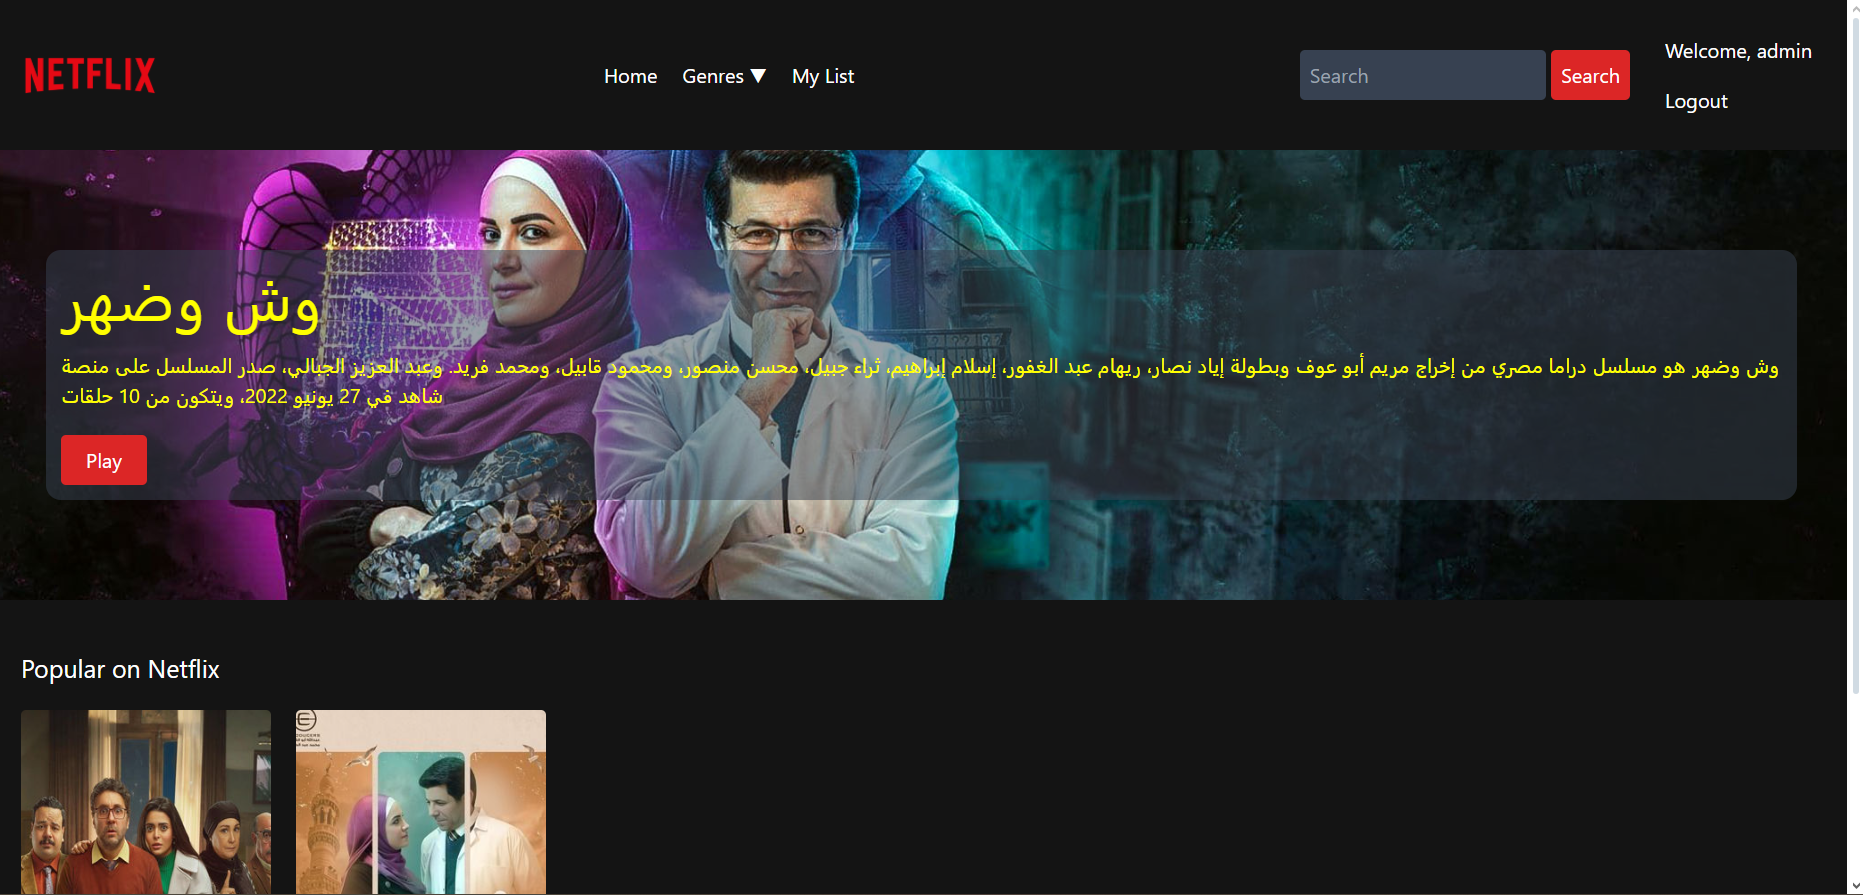 NETFLIX
Home
Genres ▼
My List
Search
Search
Welcome, admin
Logout
وش وضهر
وش وضهر هو مسلسل دراما مصري من إخراج مريم أبو عوف وبطولة إياد نصار، ريهام عبد الغفور، إسلام إبراهيم، ثراء جبيل، محسن منصور، ومحمود قابيل، ومحمد فريد. وعبد العزيز الجبالي، صدر المسلسل على منصة
شاهد في 27 يونيو 2022، ويتكون من 10 حلقات
Play
Popular on Netflix